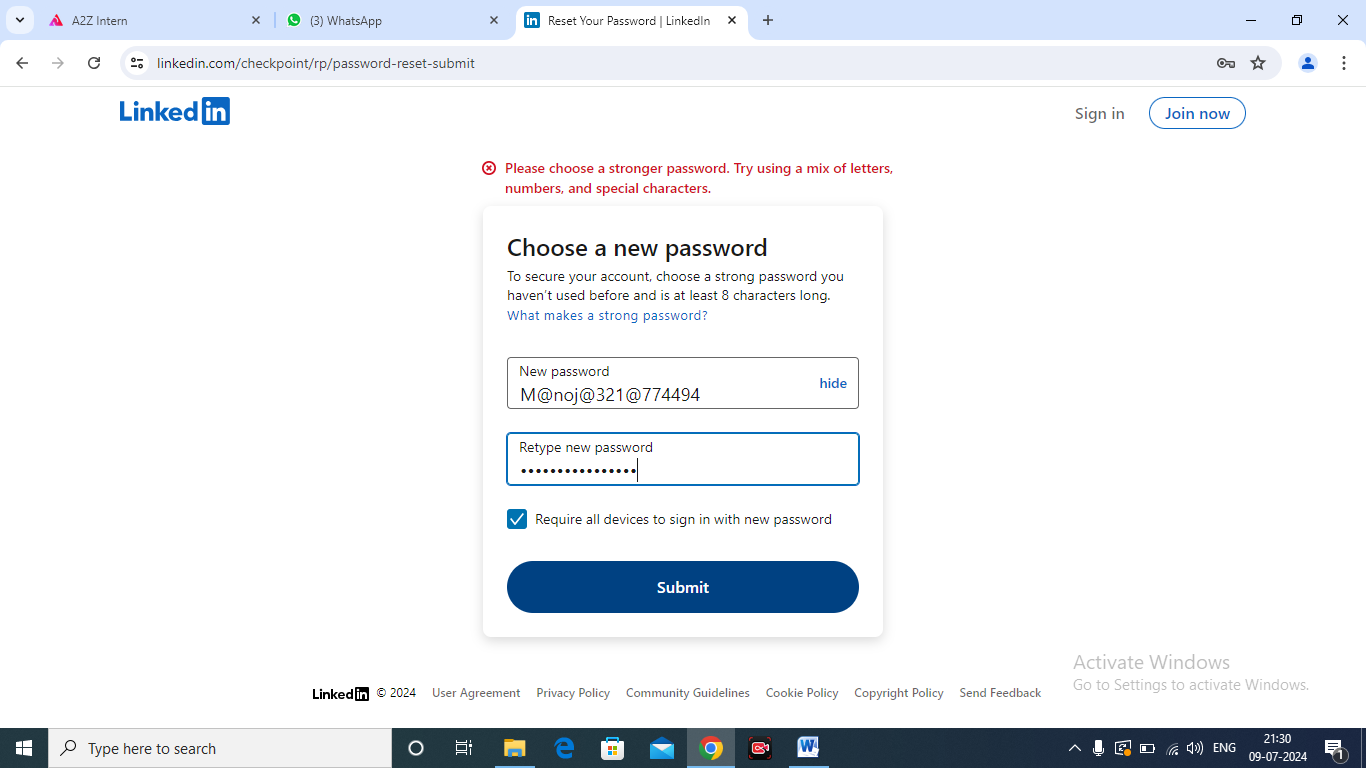 A2Z Intern
(3) WhatsApp
Reset Your Password | LinkedIn
linkedin.com/checkpoint/rp/password-reset-submit
Linked in
Sign in
Join now
Please choose a stronger password. Try using a mix of letters,
numbers, and special characters.
Choose a new password
To secure your account, choose a strong password you
haven't used before and is at least 8 characters long.
What makes a strong password?
New password
M@noj@321@774494
hide
Retype new password
••••••••••••••••
Require all devices to sign in with new password
Submit
Activate Windows
Go to Settings to activate Windows.
Linked in © 2024 User Agreement Privacy Policy Community Guidelines Cookie Policy Copyright Policy Send Feedback
Type here to search
ENG
21:30
09-07-2024
1